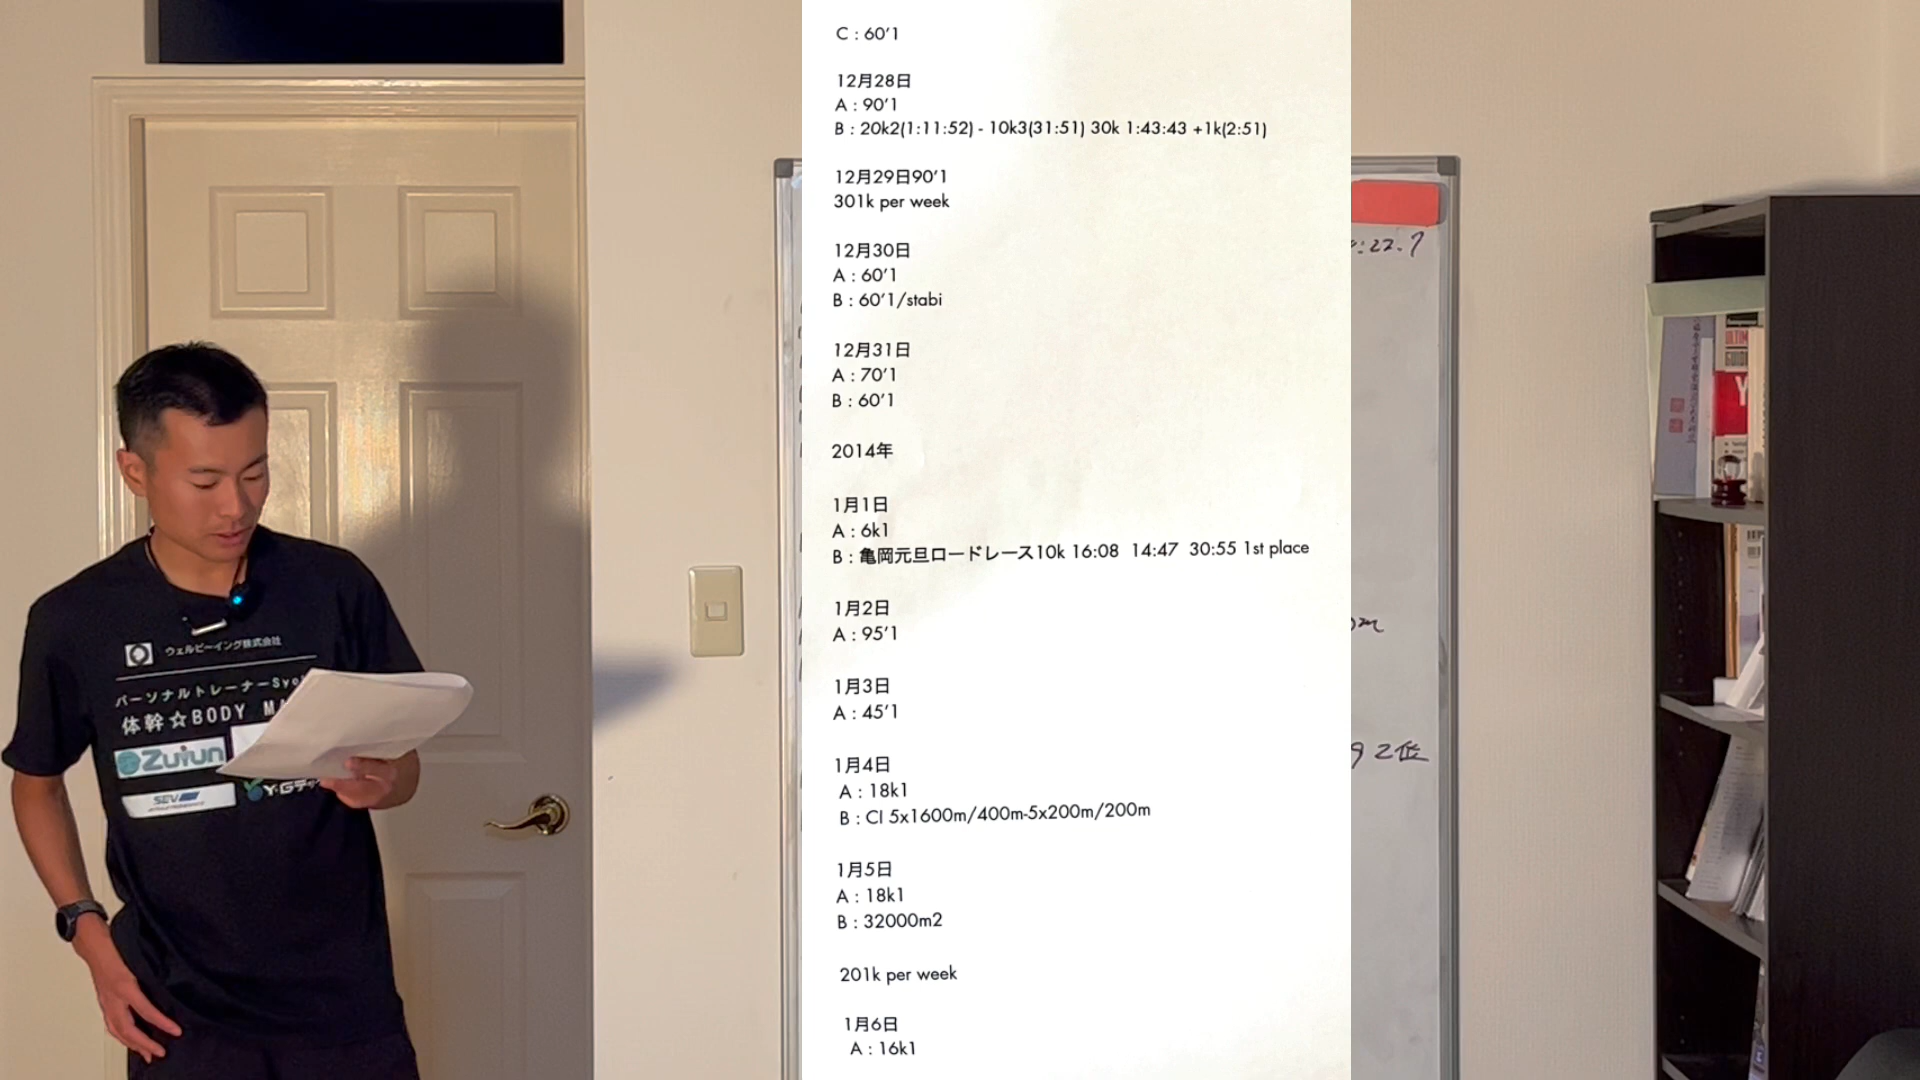 C : 60'1
12月28日
A : 90'1
B : 20k2(1:11:52) - 10k3(31:51) 30k 1:43:43 +1k(2:51)
12月29日90'1
301k per week
12月30日
A : 60'1
B : 60'1/stabi
12月31日
A : 70'1
B : 60'1
2014年
1月1日
A : 6k1
B : 亀岡元旦ロードレース10k 16:08 14:47 30:55 1st place
1月2日
A : 95'1
1月3日
A : 45'1
1月4日
A : 18k1
B : CI 5x1600m/400m-5x200m/200m
1月5日
A : 18k1
B : 32000m2
201k per week
1月6日
A : 16k1
ウェルビーイング株式会社
パーソナルトレーナーSyo
体幹☆BODY MA
Zuiun
SEV
Y.Gデ
:22.7
2位
ULTIM
GUID
Y